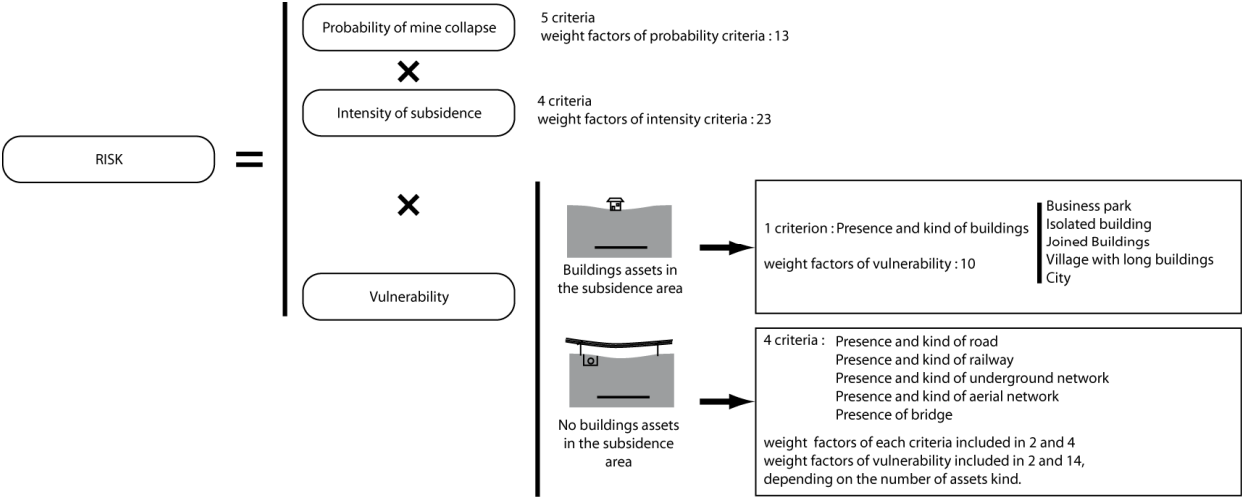 RISK
=
Probability of mine collapse
5 criteria
weight factors of probability criteria : 13
×
Intensity of subsidence
4 criteria
weight factors of intensity criteria : 23
×
Vulnerability
Buildings assets in
the subsidence area
1 criterion : Presence and kind of buildings
weight factors of vulnerability : 10
Business park
Isolated building
Joined Buildings
Village with long buildings
City
No buildings assets
in the subsidence
area
4 criteria : Presence and kind of road
Presence and kind of railway
Presence and kind of underground network
Presence and kind of aerial network
Presence of bridge
weight factors of each criteria included in 2 and 4
weight factors of vulnerability included in 2 and 14,
depending on the number of assets kind.